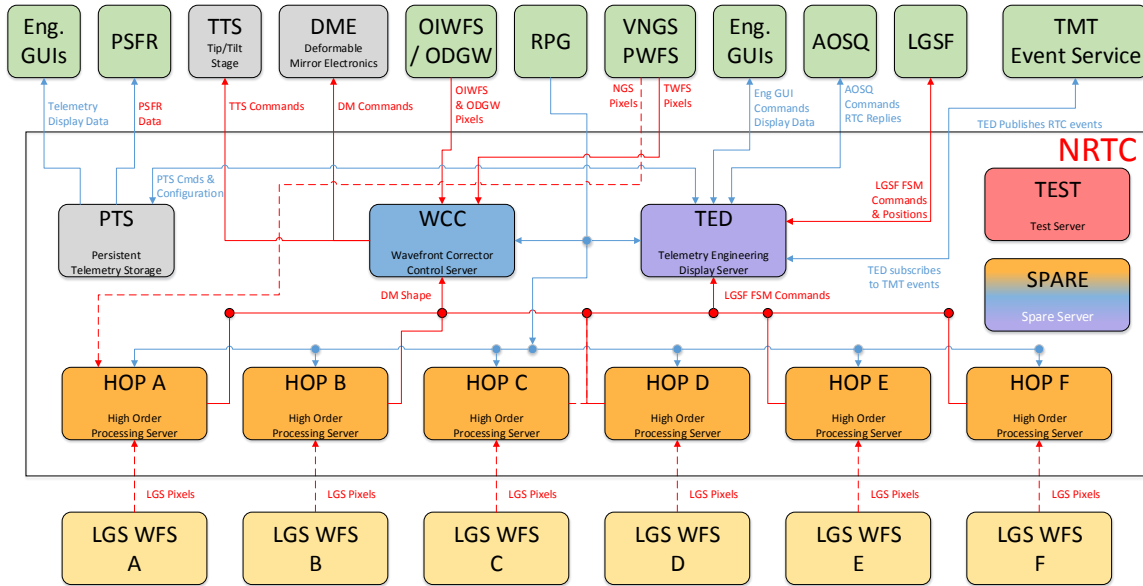 Eng.
GUIs
PSFR
TTS
Tip/Tilt
Stage
DME
Deformable
Mirror Electronics
OIWFS
/ ODGW
RPG
VNGS
PWFS
Eng.
GUIs
AOSQ
LGSF
TMT
Event Service
Telemetry
Display Data
PSFR
Data
TTS Commands
DM Commands
OIWFS
& ODGW
Pixels
NGS
Pixels
TWFS
Pixels
Eng GUI
Commands
Display Data
AOSQ
Commands
RTC Replies
TED Publishes RTC events
NRTC
PTS Cmds &
Configuration
LGSF FSM
Commands
& Positions
PTS
Persistent
Telemetry Storage
WCC
Wavefront Corrector
Control Server
TED
Telemetry Engineering
Display Server
TEST
Test Server
TED subscribes
to TMT events
SPARE
Spare Server
DM Shape
LGSF FSM Commands
HOP A
High Order
Processing Server
HOP B
High Order
Processing Server
HOP C
High Order
Processing Server
HOP D
High Order
Processing Server
HOP E
High Order
Processing Server
HOP F
High Order
Processing Server
LGS Pixels
LGS Pixels
LGS Pixels
LGS Pixels
LGS Pixels
LGS Pixels
LGS WFS
A
LGS WFS
B
LGS WFS
C
LGS WFS
D
LGS WFS
E
LGS WFS
F